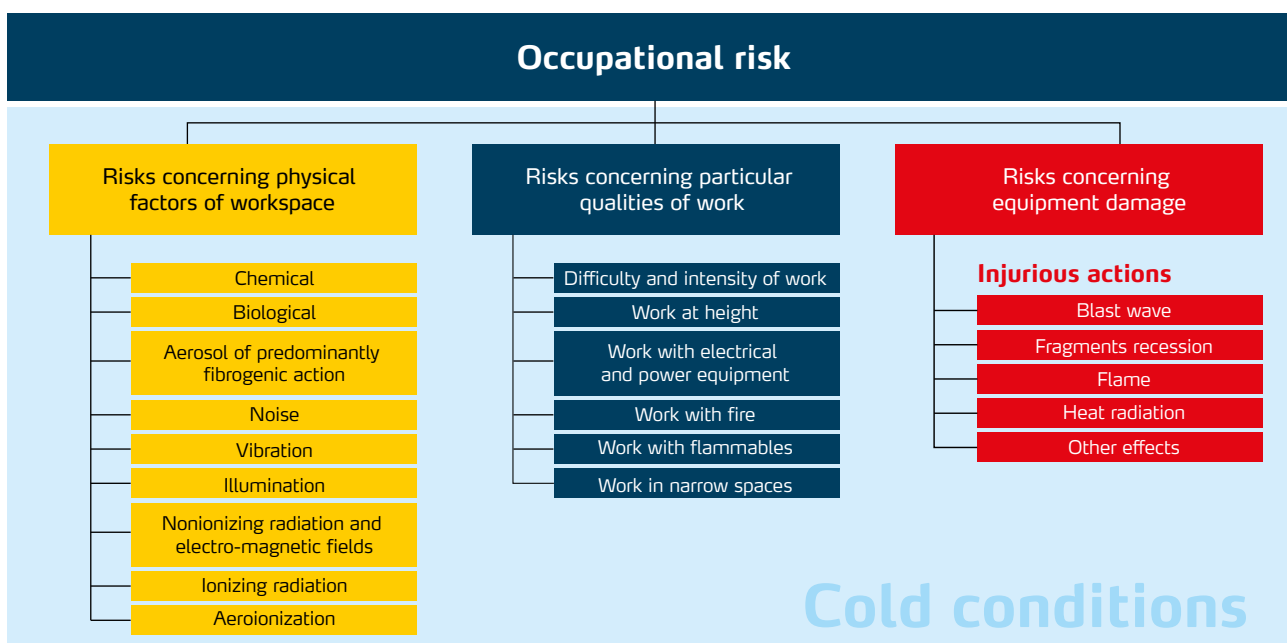 Occupational risk
Risks concerning physical
factors of workspace
Chemical
Biological
Aerosol of predominantly
fibrogenic action
Noise
Vibration
Illumination
Nonionizing radiation and
electro-magnetic fields
Ionizing radiation
Aeroionization
Risks concerning particular
qualities of work
Difficulty and intensity of work
Work at height
Work with electrical
and power equipment
Work with fire
Work with flammables
Work in narrow spaces
Risks concerning
equipment damage
Injurious actions
Blast wave
Fragments recession
Flame
Heat radiation
Other effects
Cold conditions